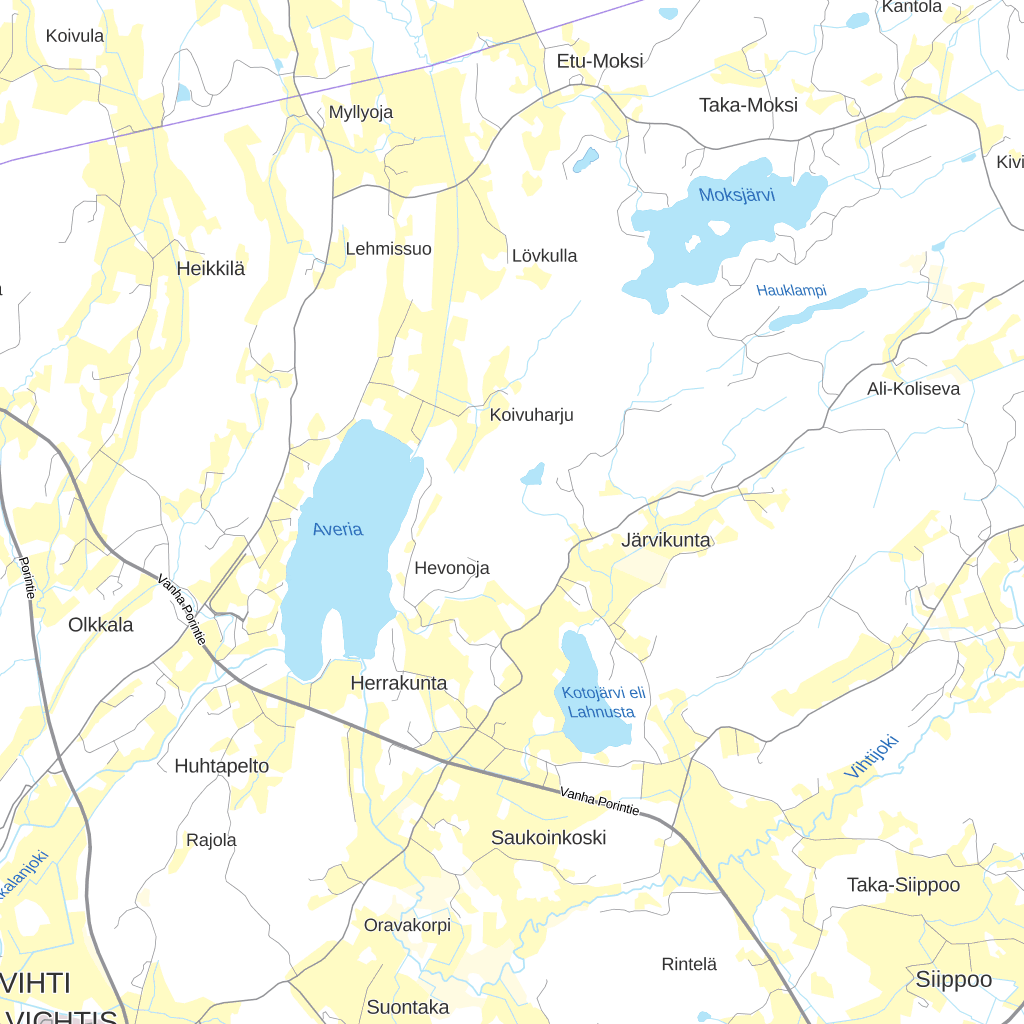 Kantola
Koivula
Etu-Moksi
Taka-Moksi
Myllyoja
Kivi
Moksjärvi
Lehmissuo
Lövkulla
Heikkilä
Hauklampi
Ali-Koliseva
Koivuharju
Averia
Järvikunta
Hevonoja
Porintie
Vanha Porintie
Olkkala
Herrakunta
Kotojärvi eli
Lahnusta
Vihtijoki
Huhtapelto
Vanha Porintie
Rajola
Saukoinkoski
kalanjoki
Taka-Siippoo
Oravakorpi
Rintelä
VIHTI
Siippoo
Suontaka
VICHTIS